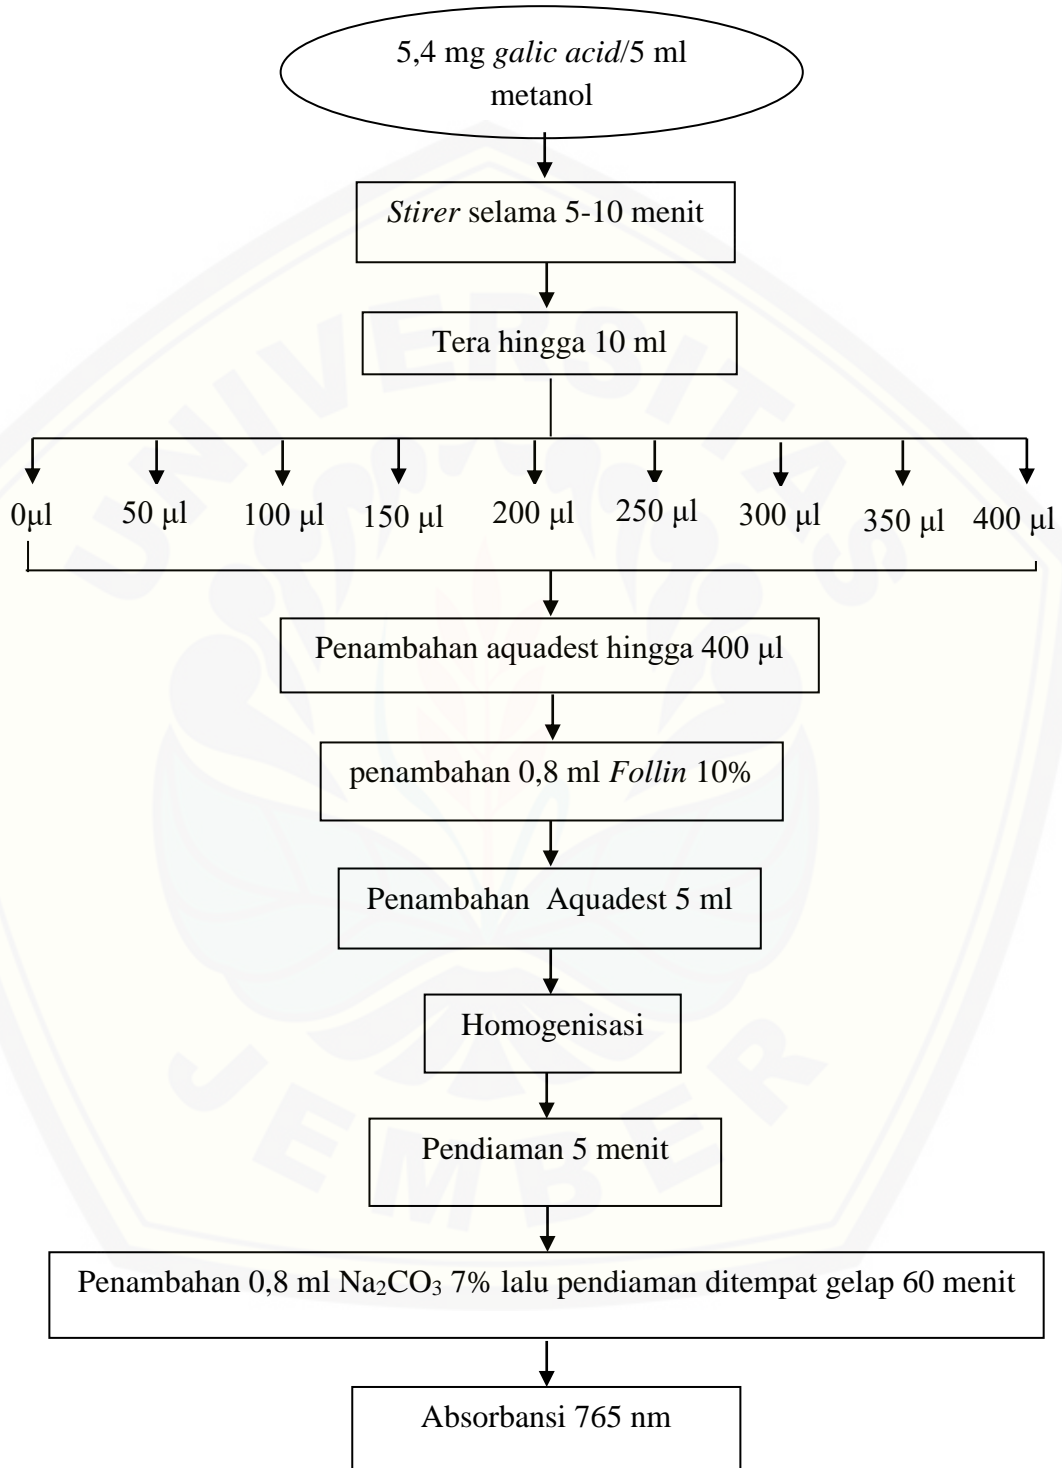 5,4 mg galic acid/5 ml
metanol
Stirer selama 5-10 menit
Tera hingga 10 ml
0μl 50 μl 100 μl 150 μl 200 μl 250 μl 300 μl 350 μl 400 μl
Penambahan aquadest hingga 400 μl
penambahan 0,8 ml Follin 10%
Penambahan Aquadest 5 ml
Homogenisasi
Pendiaman 5 menit
Penambahan 0,8 ml Na₂CO₃ 7% lalu pendiaman ditempat gelap 60 menit
Absorbansi 765 nm
UNIVERSITAS
JEMBER